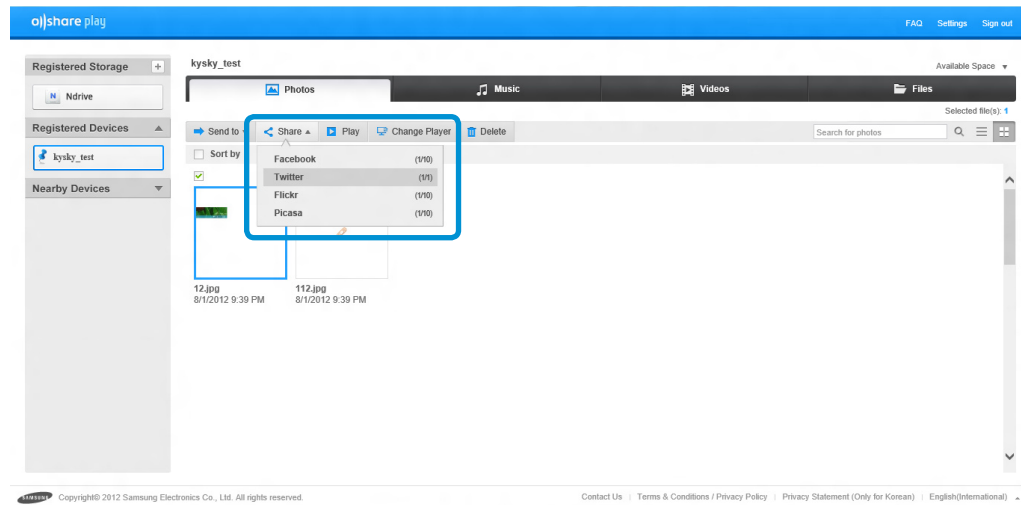 allshare play
FAQ Settings Sign out
Registered Storage +
kysky_test
Available Space
N Ndrive
Photos Music Videos Files
Selected file(s): 1
Registered Devices
Send to Share Play Change Player Delete
Search for photos
kysky_test
Sort by
Facebook (1/10)
Twitter (1/1)
Flickr (1/10)
Picasa (1/10)
Nearby Devices
12.jpg 112.jpg
8/1/2012 9:39 PM 8/1/2012 9:39 PM
SAMSUNG Copyright© 2012 Samsung Electronics Co., Ltd. All rights reserved.
Contact Us | Terms & Conditions / Privacy Policy | Privacy Statement (Only for Korean) | English(International)